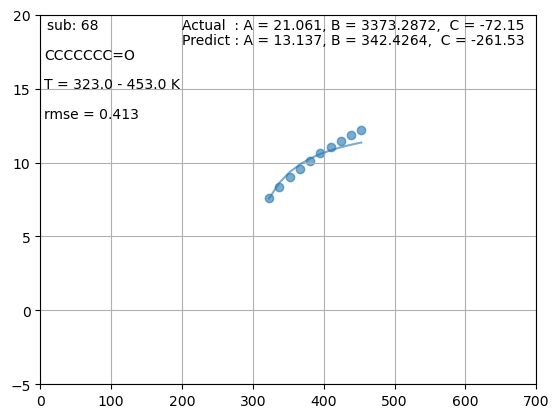 sub: 68
Actual : A = 21.061, B = 3373.2872, C = -72.15
Predict : A = 13.137, B = 342.4264, C = -261.53
CCCCCCC=O
T = 323.0 - 453.0 K
rmse = 0.413
20
15
10
5
0
−5
0 100 200 300 400 500 600 700